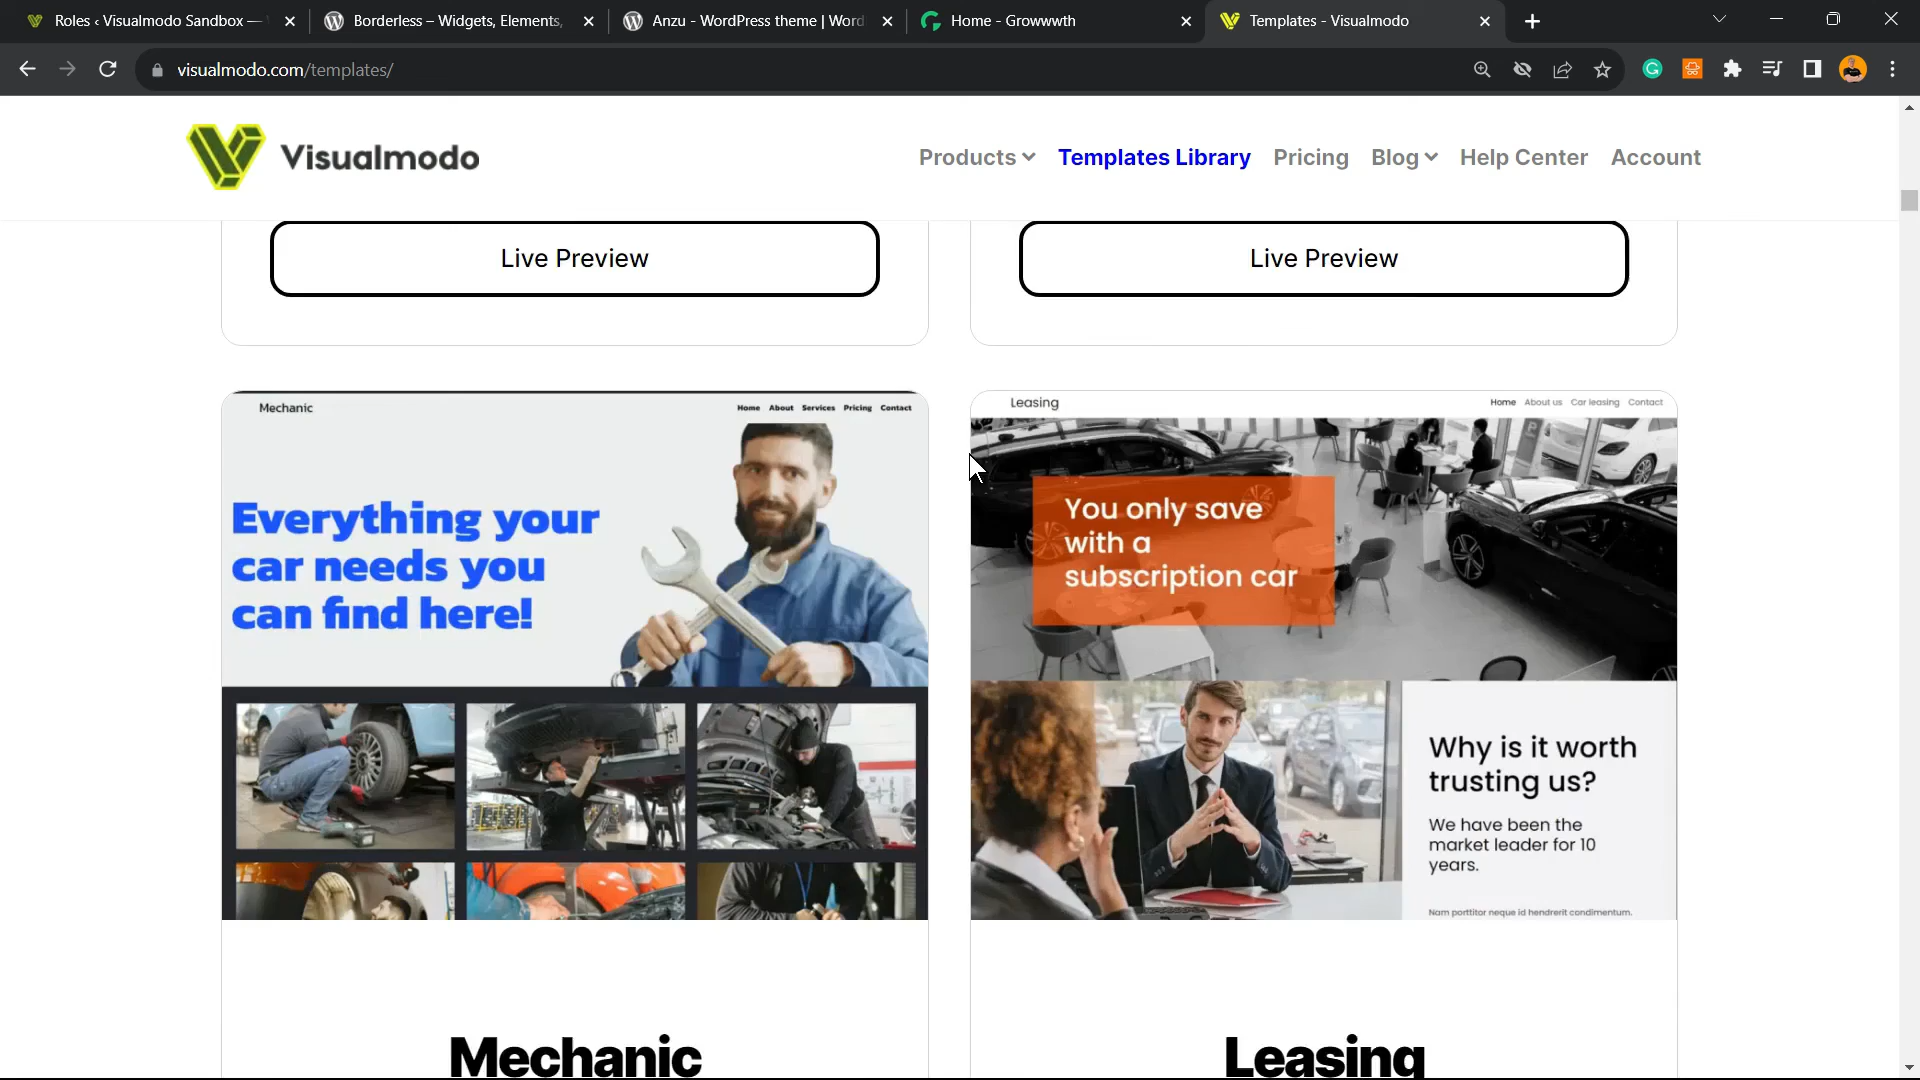 Roles ‹ Visualmodo Sandbox —
Borderless – Widgets, Elements,
Anzu - WordPress theme | Word
Home - Growwwth
Templates - Visualmodo
visualmodo.com/templates/
Visualmodo
Products
Templates Library
Pricing
Blog
Help Center
Account
Live Preview
Live Preview
Mechanic
Home About Services Pricing Contact
Everything your
car needs you
can find here!
Mechanic
Leasing
Home About us Car leasing Contact
You only save
with a
subscription car
Why is it worth
trusting us?
We have been the
market leader for 10
years.
Nam porttitor neque id hendrerit condimentum.
Leasing